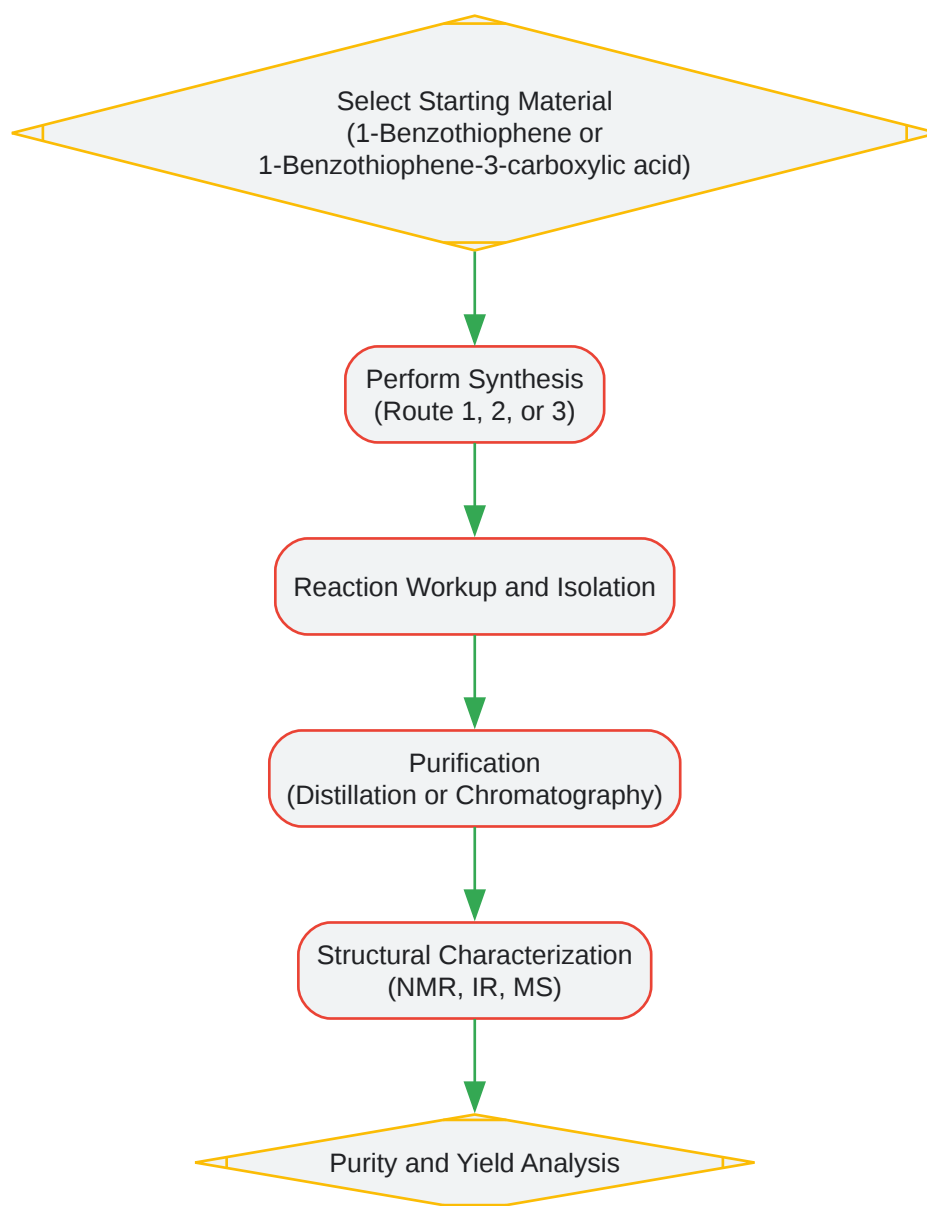 Select Starting Material
(1-Benzothiophene or
1-Benzothiophene-3-carboxylic acid)
Perform Synthesis
(Route 1, 2, or 3)
Reaction Workup and Isolation
Purification
(Distillation or Chromatography)
Structural Characterization
(NMR, IR, MS)
Purity and Yield Analysis